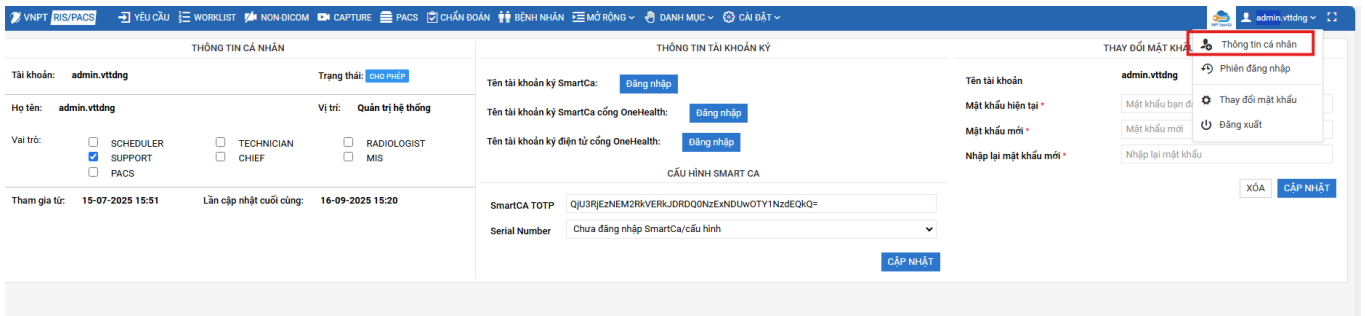 VNPT RIS/PACS YÊU CẦU WORKLIST NON-DICOM CAPTURE PACS CHẨN ĐOÁN BỆNH NHÂN MỞ RỘNG DANH MỤC CÀI ĐẶT admin.vttdng
Thông tin cá nhân
Phiên đăng nhập
Thay đổi mật khẩu
Đăng xuất
THÔNG TIN CÁ NHÂN
Tài khoản: admin.vttdng Trạng thái: CHO PHÉP
Họ tên: admin.vttdng Vị trí: Quản trị hệ thống
Vai trò: SCHEDULER TECHNICIAN RADIOLOGIST
SUPPORT CHIEF MIS
PACS
Tham gia từ: 15-07-2025 15:51 Lần cập nhật cuối cùng: 16-09-2025 15:20
THÔNG TIN TÀI KHOẢN KÝ
Tên tài khoản ký SmartCa: Đăng nhập
Tên tài khoản ký SmartCa cổng OneHealth: Đăng nhập
Tên tài khoản ký điện tử cổng OneHealth: Đăng nhập
CẤU HÌNH SMART CA
SmartCA TOTP QjU3RjEzNEM2RkVERkJDRDQ0NzExNDUwOTY1NzdEQkQ=
Serial Number Chưa đăng nhập SmartCa/cấu hình
CẬP NHẬT
THAY ĐỔI MẬT KHẨU
Tên tài khoản admin.vttdng
Mật khẩu hiện tại * Mật khẩu bạn
Mật khẩu mới * Mật khẩu mới
Nhập lại mật khẩu mới * Nhập lại mật khẩu
XÓA CẬP NHẬT